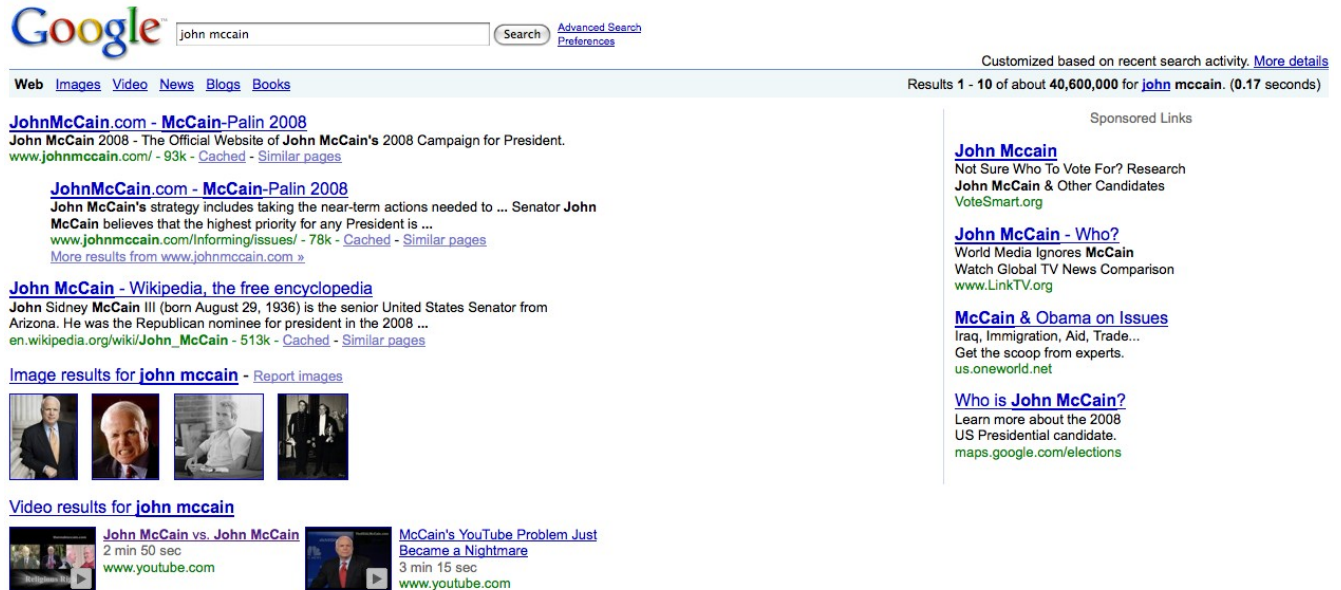 Google
john mccain
Search
Advanced Search
Preferences
Customized based on recent search activity. More details
Web Images Video News Blogs Books
Results 1 - 10 of about 40,600,000 for john mccain. (0.17 seconds)
JohnMcCain.com - McCain-Palin 2008
John McCain 2008 - The Official Website of John McCain's 2008 Campaign for President.
www.johnmccain.com/ - 93k - Cached - Similar pages
JohnMcCain.com - McCain-Palin 2008
John McCain's strategy includes taking the near-term actions needed to ... Senator John
McCain believes that the highest priority for any President is ...
www.johnmccain.com/Informing/issues/ - 78k - Cached - Similar pages
More results from www.johnmccain.com »
John McCain - Wikipedia, the free encyclopedia
John Sidney McCain III (born August 29, 1936) is the senior United States Senator from
Arizona. He was the Republican nominee for president in the 2008 ...
en.wikipedia.org/wiki/John_McCain - 513k - Cached - Similar pages
Image results for john mccain - Report images
Video results for john mccain
John McCain vs. John McCain
2 min 50 sec
www.youtube.com
McCain's YouTube Problem Just
Became a Nightmare
3 min 15 sec
www.youtube.com
Sponsored Links
John Mccain
Not Sure Who To Vote For? Research
John McCain & Other Candidates
VoteSmart.org
John McCain - Who?
World Media Ignores McCain
Watch Global TV News Comparison
www.LinkTV.org
McCain & Obama on Issues
Iraq, Immigration, Aid, Trade...
Get the scoop from experts.
us.oneworld.net
Who is John McCain?
Learn more about the 2008
US Presidential candidate.
maps.google.com/elections